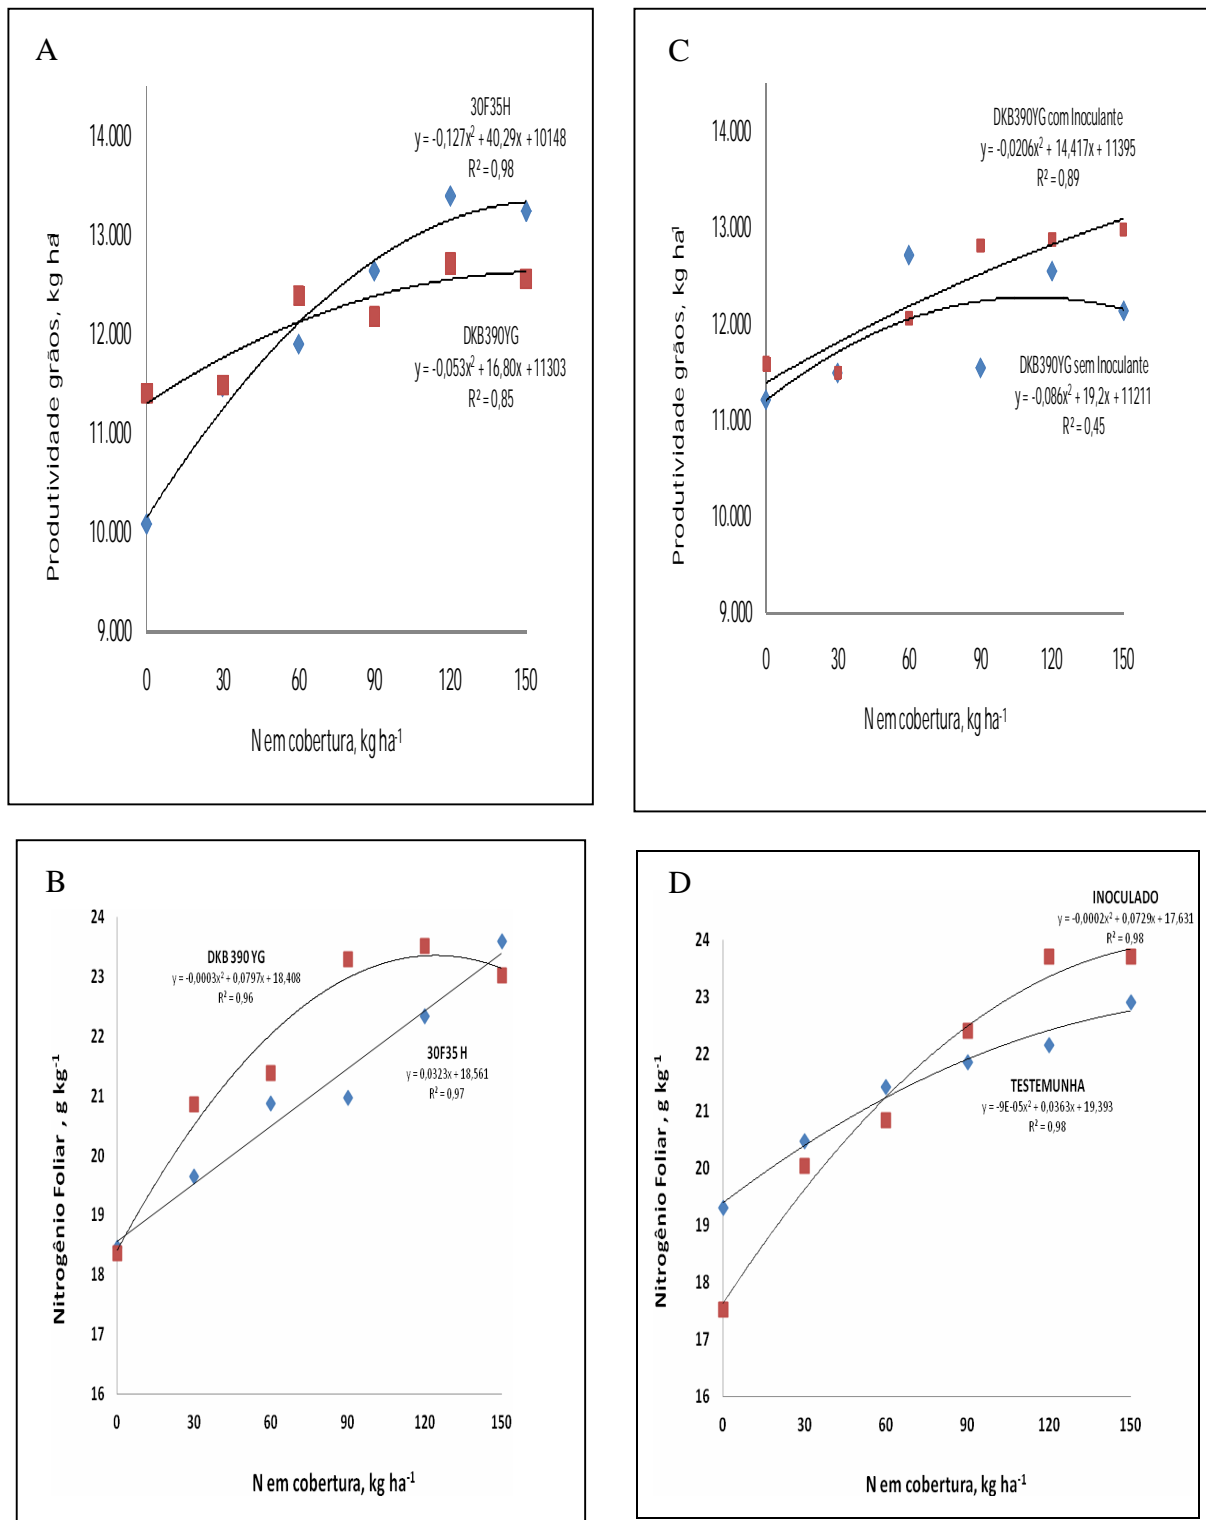 A
30F35H
y = -0,127x² + 40,29x + 10148
R² = 0,98
DKB390YG
y = -0,053x² + 16,80x + 11303
R² = 0,85
14.000
13.000
12.000
11.000
10.000
9.000
Produtividade grãos, kg ha¹
0 30 60 90 120 150
N em cobertura, kg ha⁻¹
C
DKB390YG com Inoculante
y = -0,0206x² + 14,417x + 11395
R² = 0,89
DKB390YG sem Inoculante
y = -0,086x² + 19,2x + 11211
R² = 0,45
14.000
13.000
12.000
11.000
10.000
9.000
Produtividade grãos, kg ha¹
0 30 60 90 120 150
N em cobertura, kg ha⁻¹
B
DKB 390 YG
y = -0,0003x² + 0,0797x + 18,408
R² = 0,96
30F35 H
y = 0,0323x + 18,561
R² = 0,97
24
23
22
21
20
19
18
17
16
Nitrogênio Foliar , g kg⁻¹
0 30 60 90 120 150
N em cobertura, kg ha⁻¹
D
INOCULADO
y = -0,0002x² + 0,0729x + 17,631
R² = 0,98
TESTEMUNHA
y = -9E-05x² + 0,0363x + 19,393
R² = 0,98
24
23
22
21
20
19
18
17
16
Nitrogênio Foliar , g kg⁻¹
0 30 60 90 120 150
N em cobertura, kg ha⁻¹